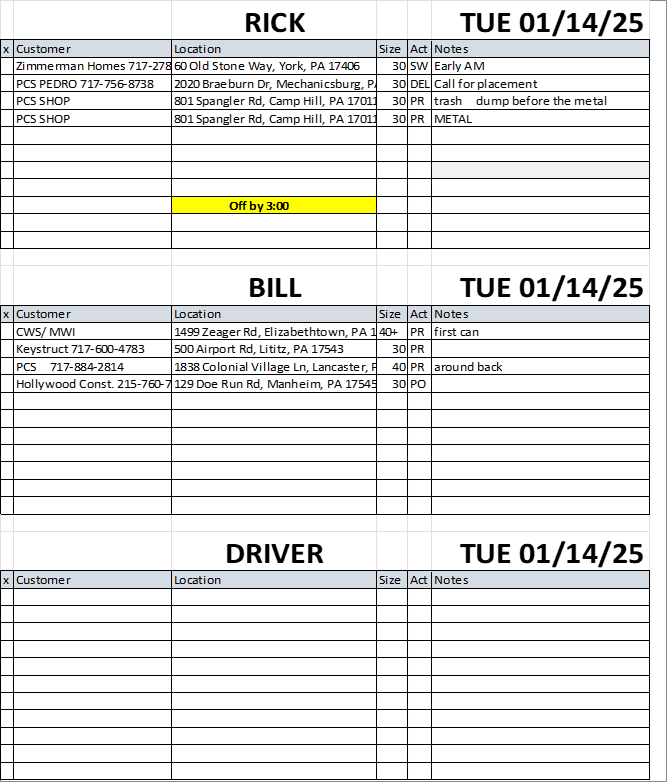 RICK TUE 01/14/25
x Customer Location Size Act Notes
Zimmerman Homes 717-278 60 Old Stone Way, York, PA 17406 30 SW Early AM
PCS PEDRO 717-756-8738 2020 Braeburn Dr, Mechanicsburg, PA 30 DEL Call for placement
PCS SHOP 801 Spangler Rd, Camp Hill, PA 17011 30 PR trash dump before the metal
PCS SHOP 801 Spangler Rd, Camp Hill, PA 17011 30 PR METAL
Off by 3:00
BILL TUE 01/14/25
x Customer Location Size Act Notes
CWS/ MWI 1499 Zeager Rd, Elizabethtown, PA 1 40+ PR first can
Keystruct 717-600-4783 500 Airport Rd, Lititz, PA 17543 30 PR
PCS 717-884-2814 1838 Colonial Village Ln, Lancaster, P 40 PR around back
Hollywood Const. 215-760-7 129 Doe Run Rd, Manheim, PA 17545 30 PO
DRIVER TUE 01/14/25
x Customer Location Size Act Notes